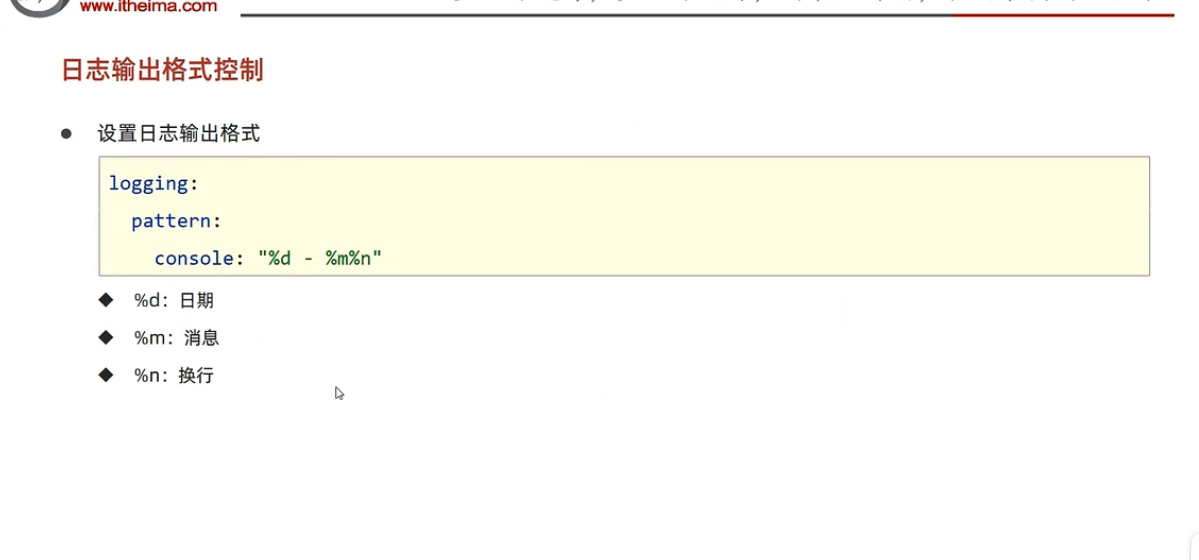 www.itheima.com
日志输出格式控制
● 设置日志输出格式
logging:
  pattern:
    console: "%d - %m%n"
◆ %d：日期
◆ %m：消息
◆ %n：换行